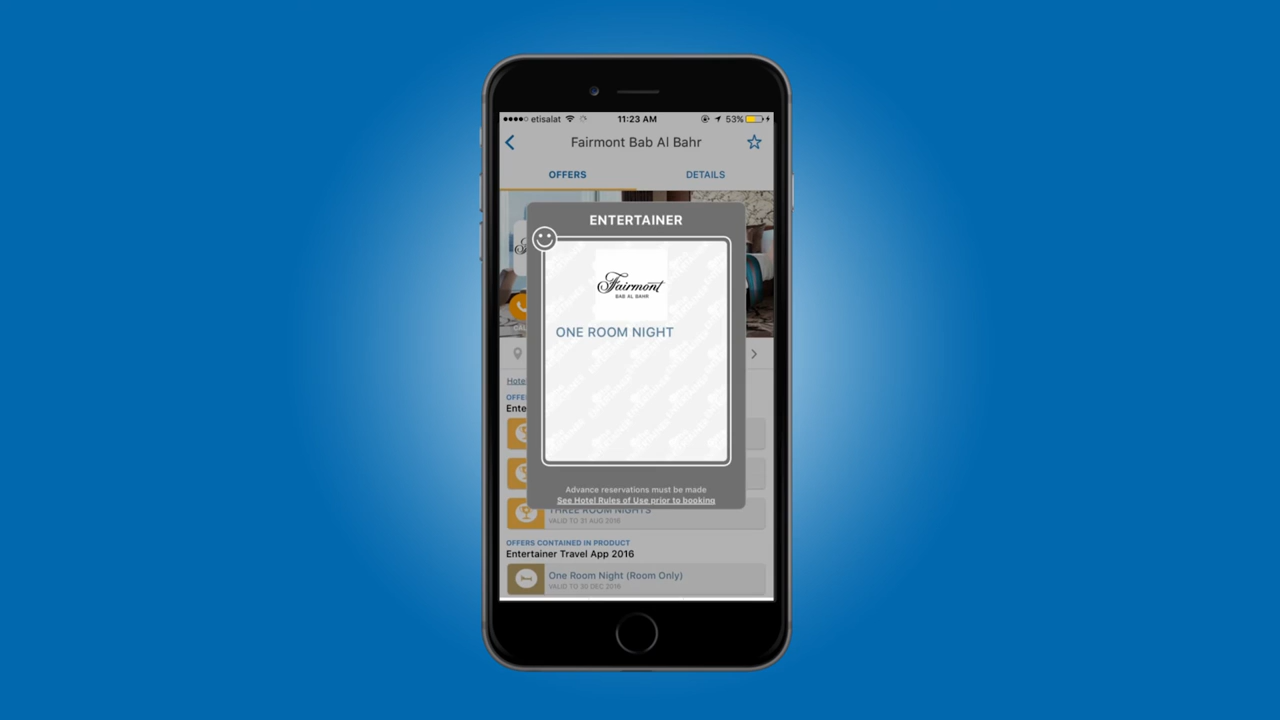 etisalat 11:23 AM 53%
Fairmont Bab Al Bahr
OFFERS DETAILS
ENTERTAINER
Fairmont
BAB AL BAHR
ONE ROOM NIGHT
Hote
OFFE
Ente
Advance reservations must be made
See Hotel Rules of Use prior to booking
THREE ROOM NIGHTS
VALID TO 31 AUG 2016
OFFERS CONTAINED IN PRODUCT
Entertainer Travel App 2016
One Room Night (Room Only)
VALID TO 30 DEC 2016